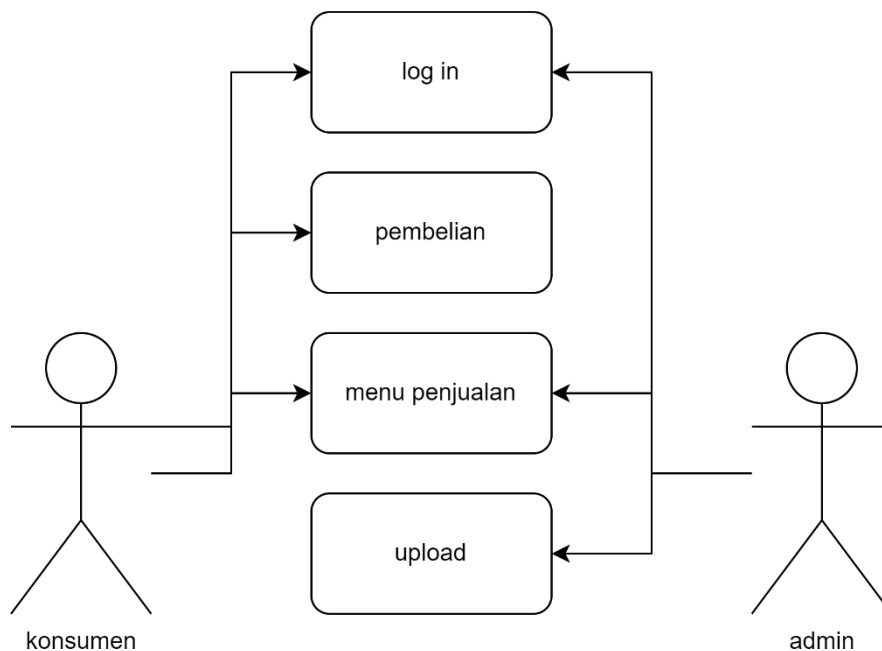 log in
pembelian
menu penjualan
upload
konsumen
admin